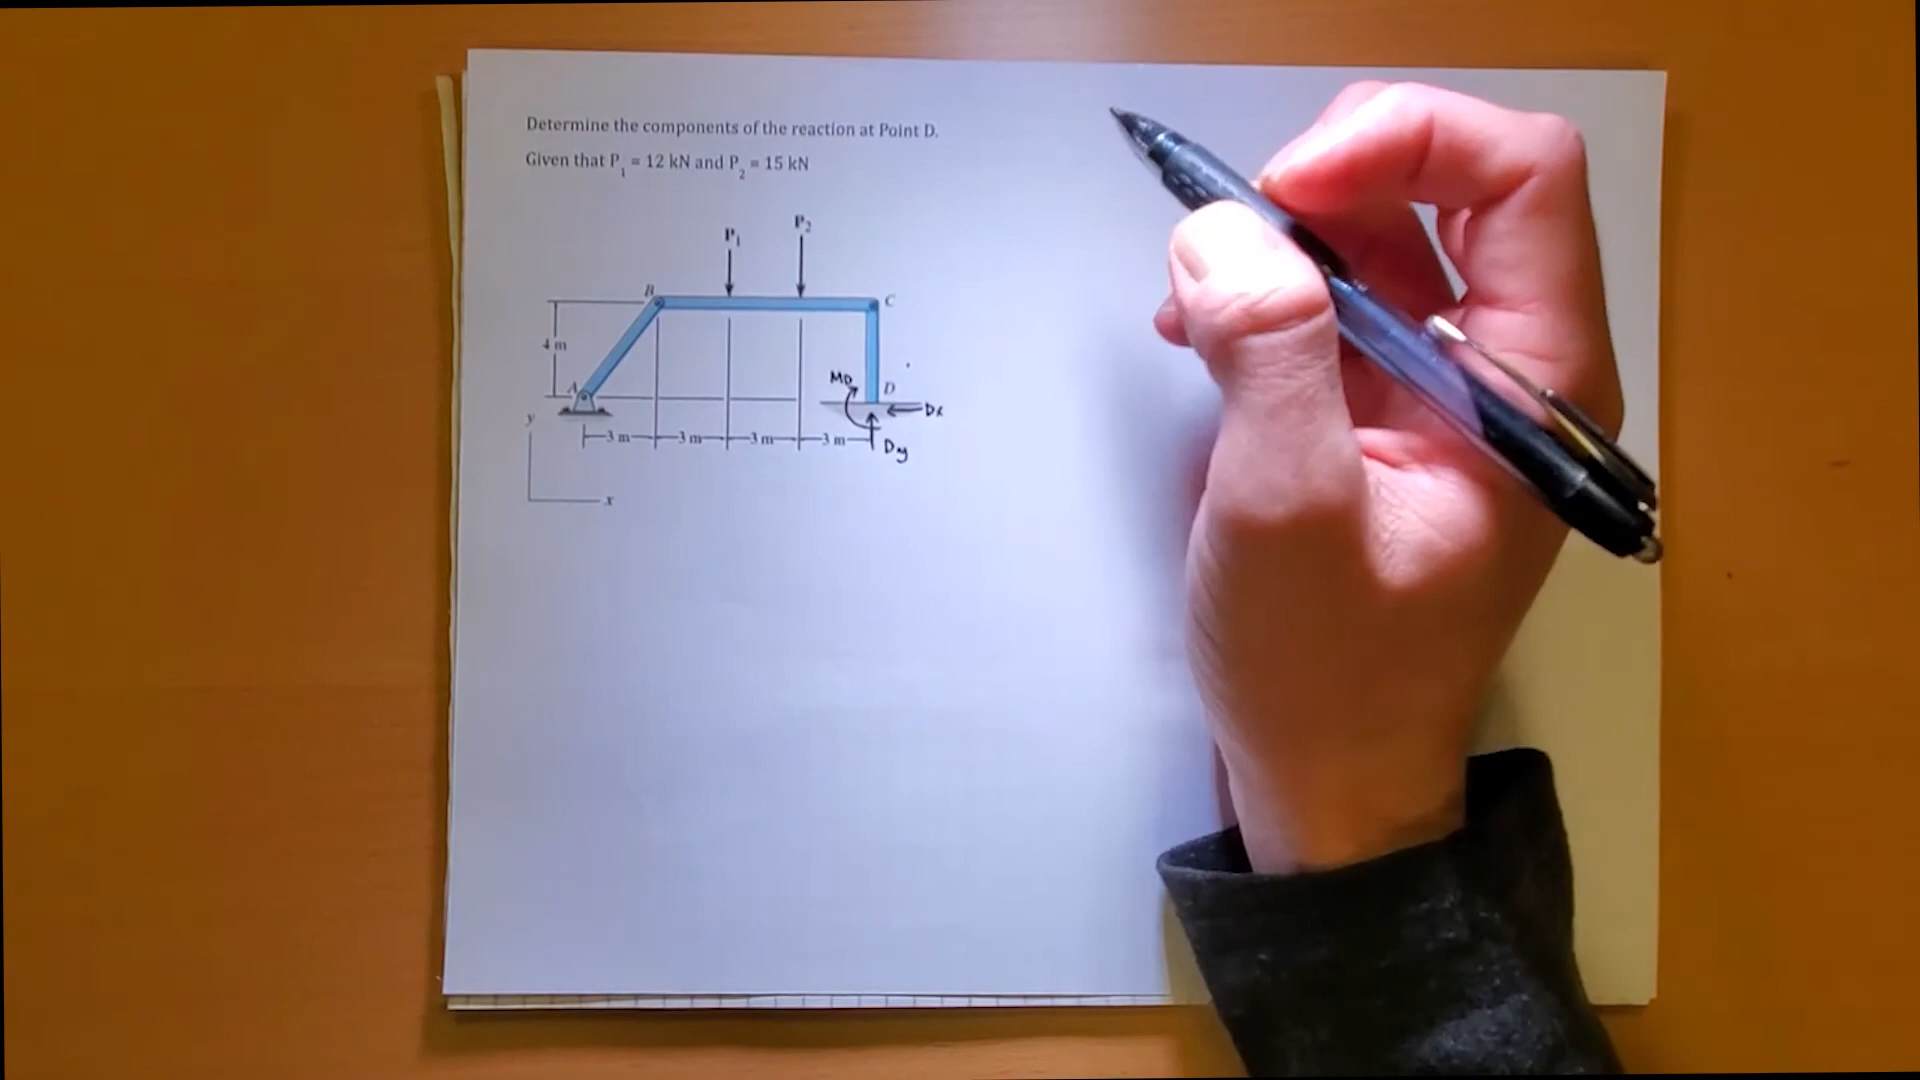 Determine the components of the reaction at Point D.
Given that P₁ = 12 kN and P₂ = 15 kN
P₂
P₁
B
C
4 m
A
MD
D
Dx
y
3 m
3 m
3 m
3 m
Dy
x